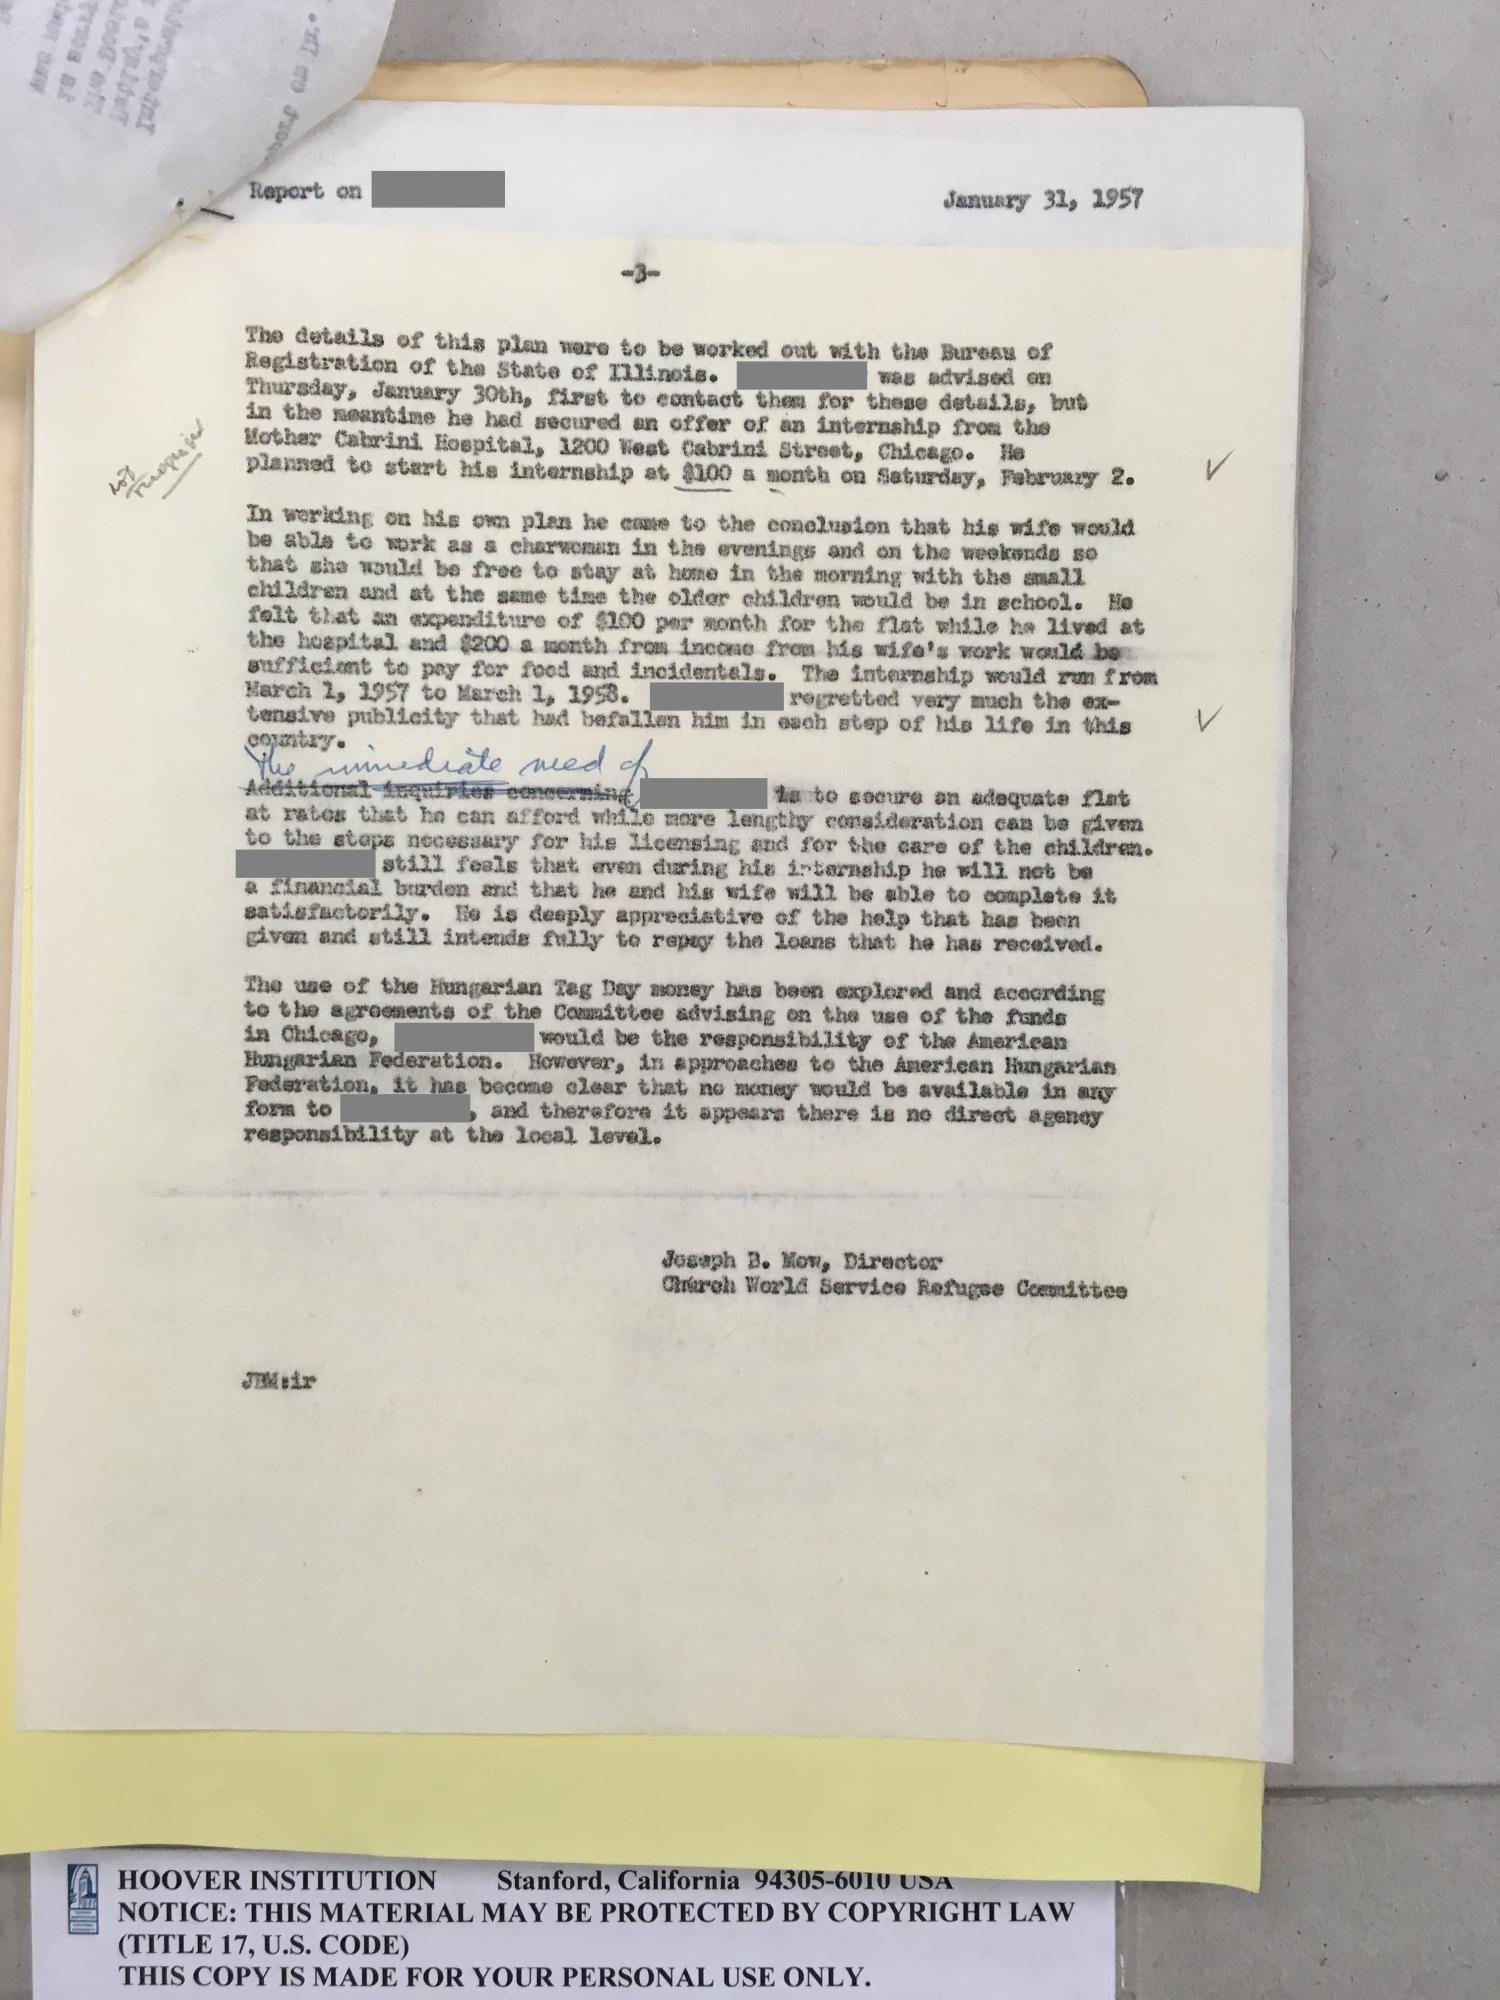 Report on
January 31, 1957
-3-
The details of this plan were to be worked out with the Bureau of
Registration of the State of Illinois. was advised on
Thursday, January 30th, first to contact them for these details, but
in the meantime he had secured an offer of an internship from the
Mother Cabrini Hospital, 1200 West Cabrini Street, Chicago. He
planned to start his internship at $100 a month on Saturday, February 2.
In working on his own plan he came to the conclusion that his wife would
be able to work as a charwoman in the evenings and on the weekends so
that she would be free to stay at home in the morning with the small
children and at the same time the older children would be in school. He
felt that an expenditure of $100 per month for the flat while he lived at
the hospital and $200 a month from income from his wife's work would be
sufficient to pay for food and incidentals. The internship would run from
March 1, 1957 to March 1, 1958. regretted very much the ex-
tensive publicity that had befallen him in each step of his life in this
country.
The immediate need of
Additional inquiries concerning is to secure an adequate flat
at rates that he can afford while more lengthy consideration can be given
to the steps necessary for his licensing and for the care of the children.
still feels that even during his internship he will not be
a financial burden and that he and his wife will be able to complete it
satisfactorily. He is deeply appreciative of the help that has been
given and still intends fully to repay the loans that he has received.
The use of the Hungarian Tag Day money has been explored and according
to the agreements of the Committee advising on the use of the funds
in Chicago, would be the responsibility of the American
Hungarian Federation. However, in approaches to the American Hungarian
Federation, it has become clear that no money would be available in any
form to , and therefore it appears there is no direct agency
responsibility at the local level.
Joseph B. Mow, Director
Church World Service Refugee Committee
JBM:ir
HOOVER INSTITUTION Stanford, California 94305-6010 USA
NOTICE: THIS MATERIAL MAY BE PROTECTED BY COPYRIGHT LAW
(TITLE 17, U.S. CODE)
THIS COPY IS MADE FOR YOUR PERSONAL USE ONLY.